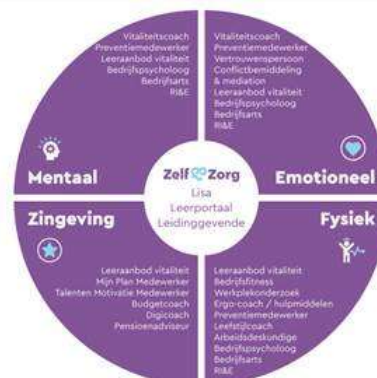 Vitaliteitscoach
Preventiemedewerker
Leeraanbod vitaliteit
Bedrijfspsycholoog
Bedrijfsarts
RI&E
Mentaal
Vitaliteitscoach
Preventiemedewerker
Vertrouwenspersoon
Conflictbemiddeling
& mediation
Leeraanbod vitaliteit
Bedrijfspsycholoog
Bedrijfsarts
RI&E
Emotioneel
Zelf Zorg
Lisa
Leerportaal
Leidinggevende
Zingeving
Leeraanbod vitaliteit
Mijn Plan Medewerker
Talenten Motivatie Medewerker
Budgetcoach
Digicoach
Pensioenadviseur
Fysiek
Leeraanbod vitaliteit
Bedrijfsfitness
Werkplekonderzoek
Ergo-coach / hulpmiddelen
Preventiemedewerker
Leefstijlcoach
Arbeidsdeskundige
Bedrijfspsycholoog
Bedrijfsarts
RI&E